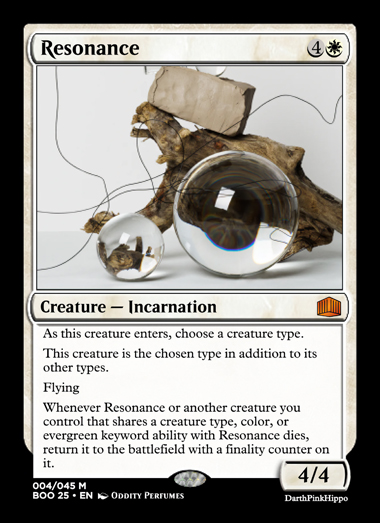 Resonance 4
Creature — Incarnation
As this creature enters, choose a creature type.
This creature is the chosen type in addition to its
other types.
Flying
Whenever Resonance or another creature you
control that shares a creature type, color, or
evergreen keyword ability with Resonance dies,
return it to the battlefield with a finality counter on
it.
4/4
004/045 M
BOO 25 • EN Oddity Perfumes
DarthPinkHippo